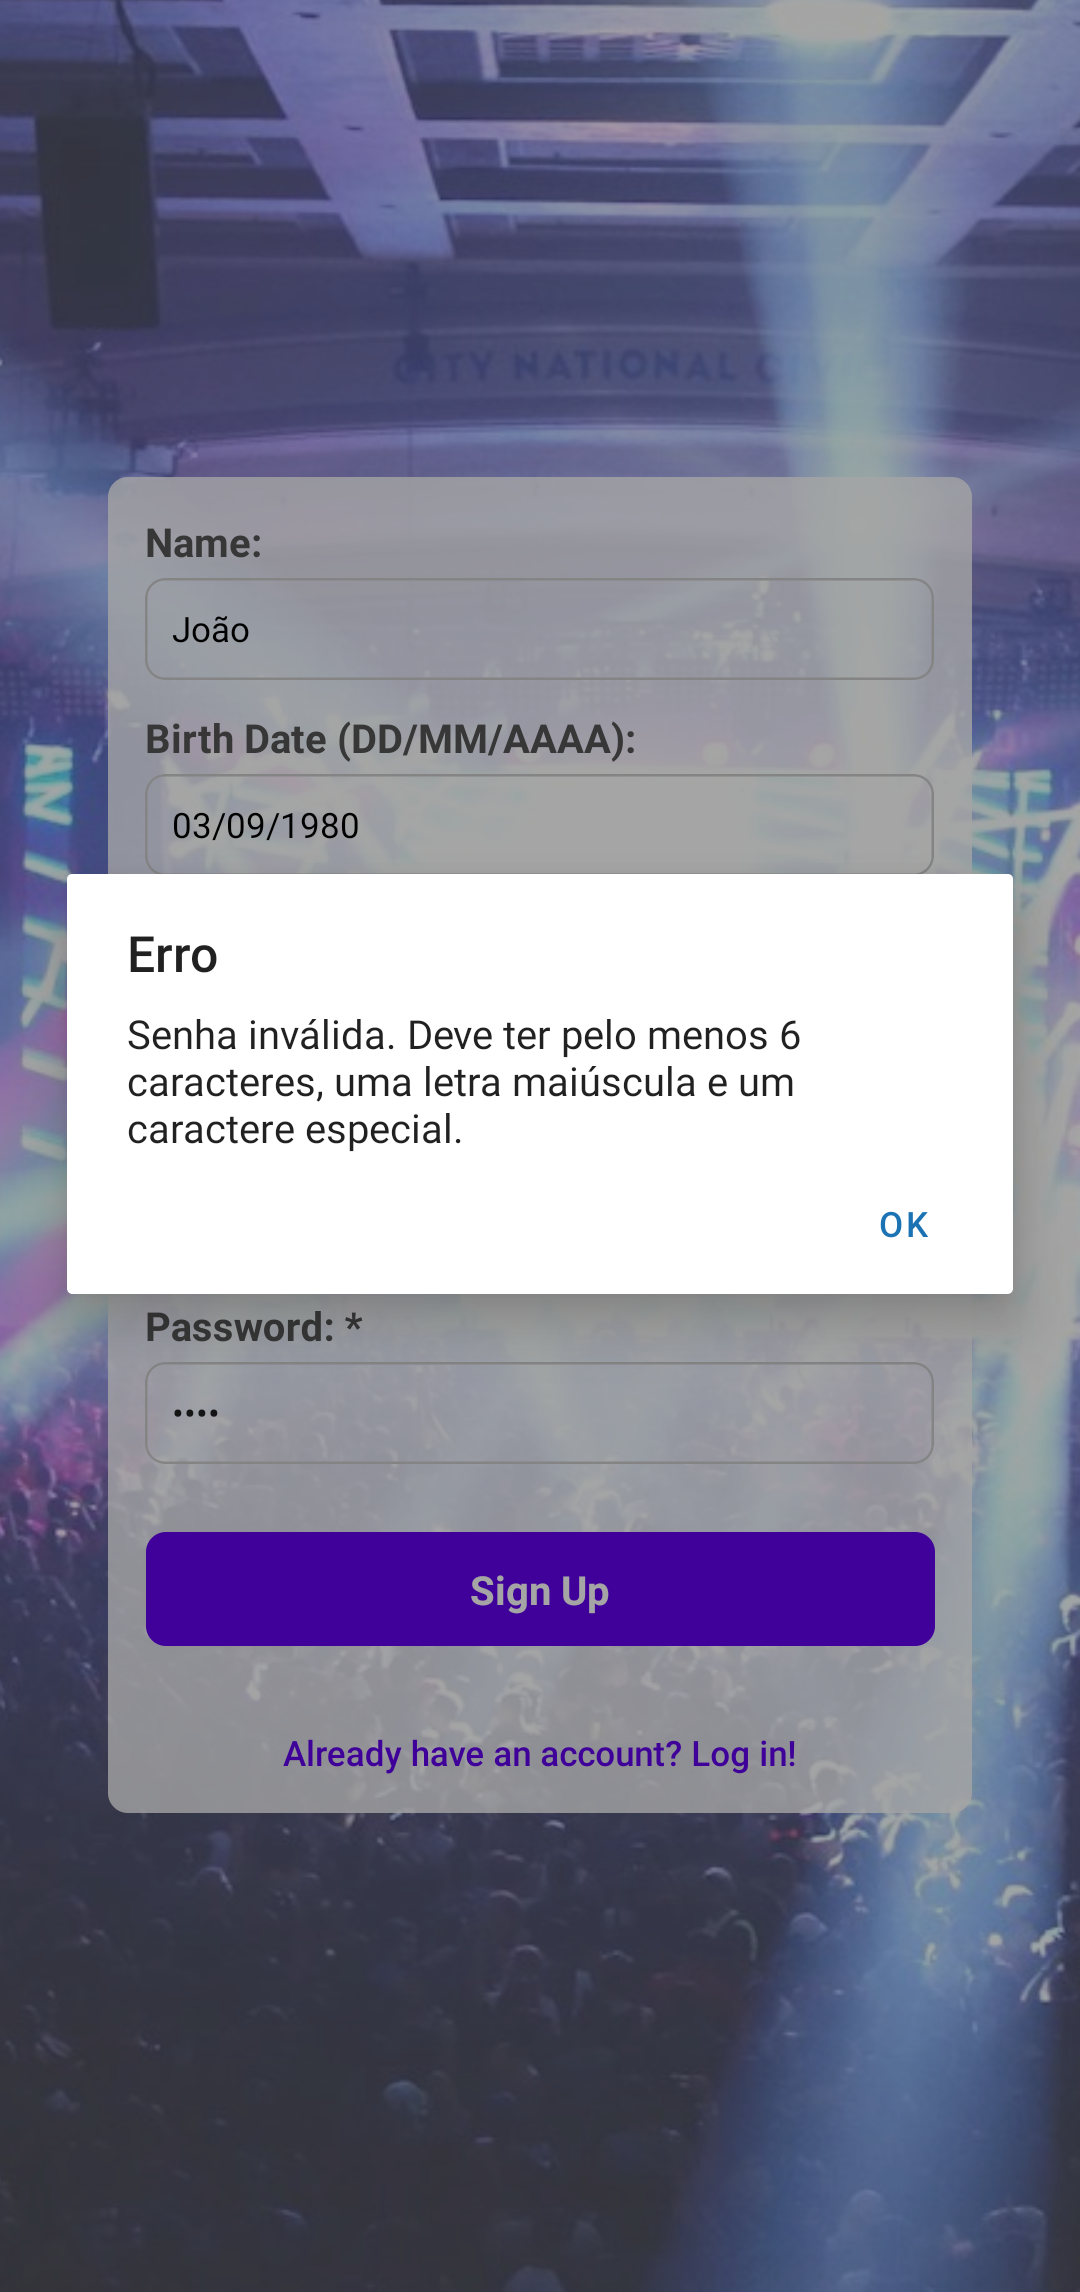 CITY NATIONAL
Name:
João
Birth Date (DD/MM/AAAA):
03/09/1980
Erro
Senha inválida. Deve ter pelo menos 6
caracteres, uma letra maiúscula e um
caractere especial.
OK
Password: *
••••
Sign Up
Already have an account? Log in!